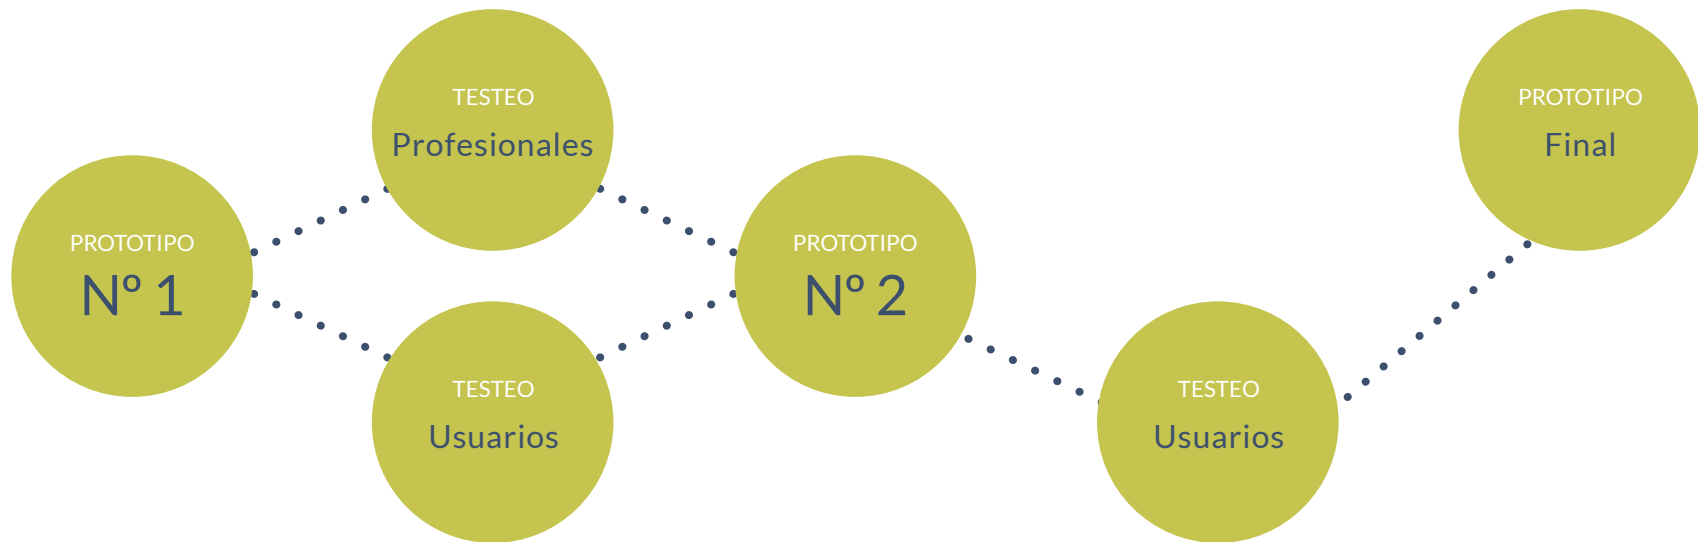 PROTOTIPO
Nº 1
TESTEO
Profesionales
TESTEO
Usuarios
PROTOTIPO
Nº 2
TESTEO
Usuarios
PROTOTIPO
Final